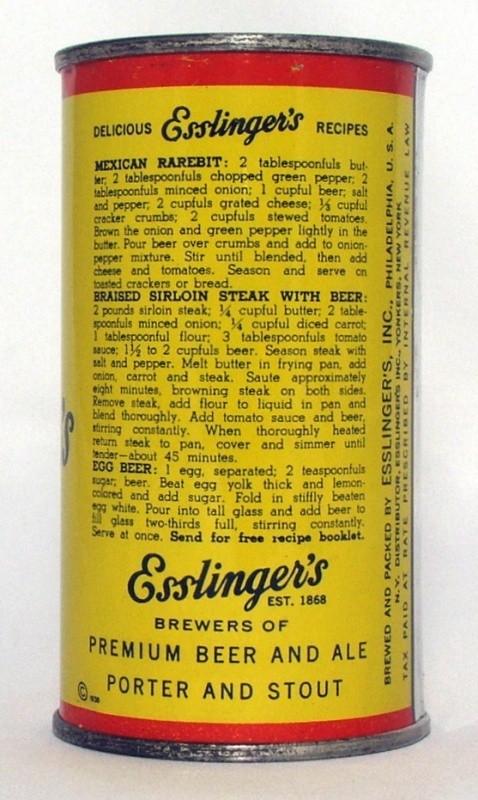 DELICIOUS Esslinger's RECIPES
MEXICAN RAREBIT: 2 tablespoonfuls but-
ter; 2 tablespoonfuls chopped green pepper; 2
tablespoonfuls minced onion; 1 cupful beer; salt
and pepper; 2 cupfuls grated cheese; ⅓ cupful
cracker crumbs; 2 cupfuls stewed tomatoes.
Brown the onion and green pepper lightly in the
butter. Pour beer over crumbs and add to onion-
pepper mixture. Stir until blended, then add
cheese and tomatoes. Season and serve on
toasted crackers or bread.
BRAISED SIRLOIN STEAK WITH BEER:
2 pounds sirloin steak; ¼ cupful butter; 2 table-
spoonfuls minced onion; ¼ cupful diced carrot;
1 tablespoonful flour; 3 tablespoonfuls tomato
sauce; 1½ to 2 cupfuls beer. Season steak with
salt and pepper. Melt butter in frying pan, add
onion, carrot and steak. Saute approximately
eight minutes, browning steak on both sides.
Remove steak, add flour to liquid in pan and
blend thoroughly. Add tomato sauce and beer,
stirring constantly. When thoroughly heated
return steak to pan, cover and simmer until
tender—about 45 minutes.
EGG BEER: 1 egg, separated; 2 teaspoonfuls
sugar; beer. Beat egg yolk thick and lemon-
colored and add sugar. Fold in stiffly beaten
egg white. Pour into tall glass and add beer to
fill glass two-thirds full, stirring constantly.
Serve at once. Send for free recipe booklet.
Esslinger's
EST. 1868
BREWERS OF
PREMIUM BEER AND ALE
PORTER AND STOUT
©
BREWED AND PACKED BY ESSLINGER'S, INC., PHILADELPHIA, U. S. A.
N.Y. DISTRIBUTOR, ESSLINGER'S INC., YONKERS, NEW YORK
TAX PAID AT RATE PRESCRIBED BY INTERNAL REVENUE LAW